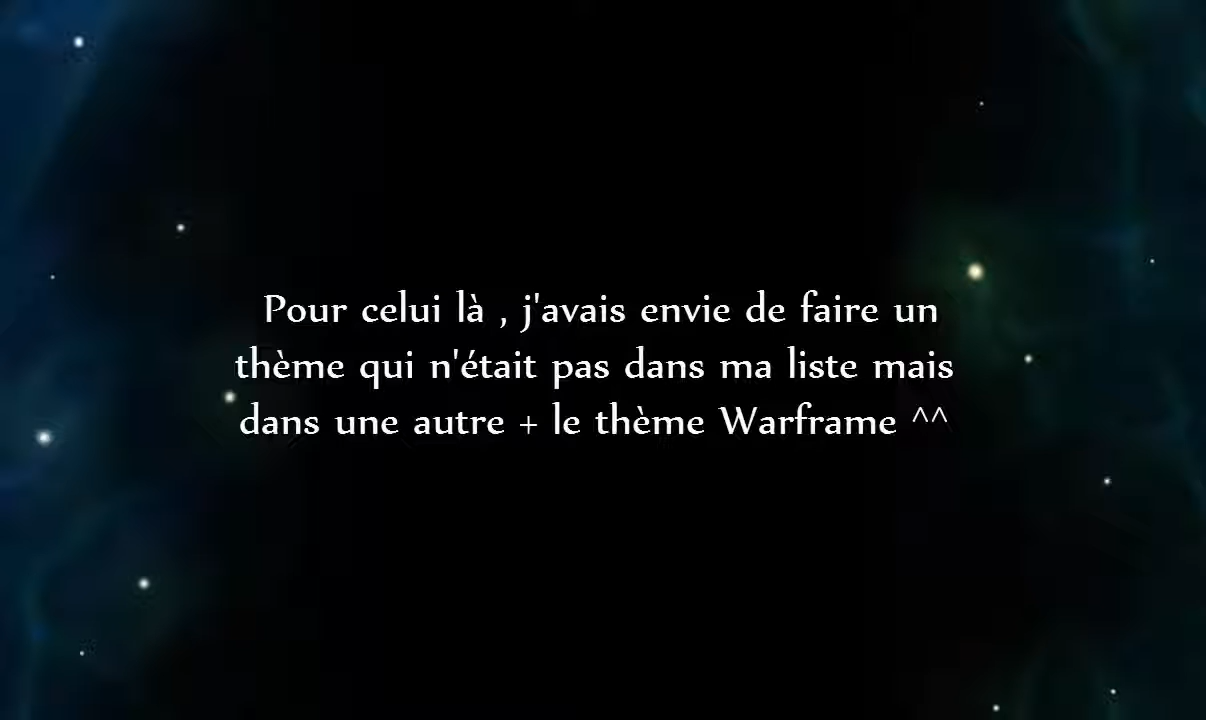 Pour celui là , j'avais envie de faire un
thème qui n'était pas dans ma liste mais
dans une autre + le thème Warframe ^^